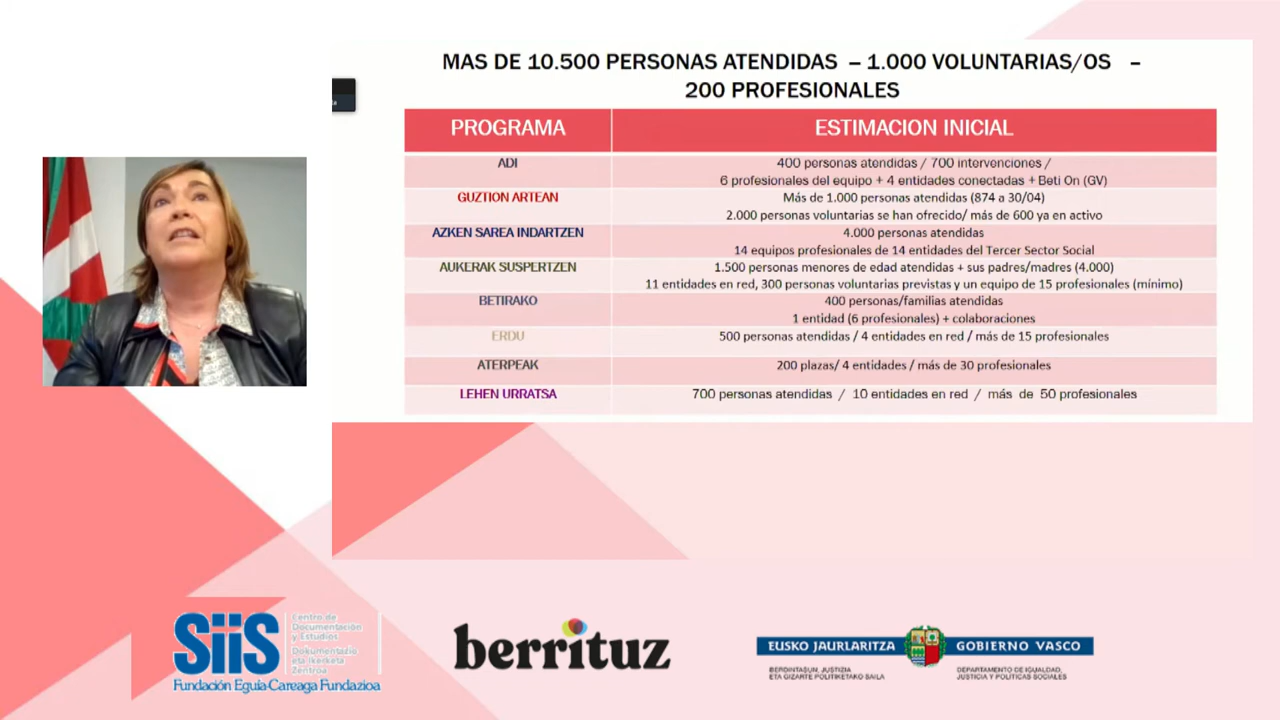 MAS DE 10.500 PERSONAS ATENDIDAS – 1.000 VOLUNTARIAS/OS –
200 PROFESIONALES
PROGRAMA ESTIMACION INICIAL
ADI 400 personas atendidas / 700 intervenciones /
6 profesionales del equipo + 4 entidades conectadas + Beti On (GV)
GUZTION ARTEAN Más de 1.000 personas atendidas (874 a 30/04)
2.000 personas voluntarias se han ofrecido/ más de 600 ya en activo
AZKEN SAREA INDARTZEN 4.000 personas atendidas
14 equipos profesionales de 14 entidades del Tercer Sector Social
AUKERAK SUSPERTZEN 1.500 personas menores de edad atendidas + sus padres/madres (4.000)
11 entidades en red, 300 personas voluntarias previstas y un equipo de 15 profesionales (mínimo)
BETIRAKO 400 personas/familias atendidas
1 entidad (6 profesionales) + colaboraciones
ERDU 500 personas atendidas / 4 entidades en red / más de 15 profesionales
ATERPEAK 200 plazas/ 4 entidades / más de 30 profesionales
LEHEN URRATSA 700 personas atendidas / 10 entidades en red / más de 50 profesionales
SiiS
Centro de
Documentación
y Estudios
Dokumentazio
eta Ikerketa
Zentroa
Fundación Eguía-Careaga Fundazioa
berrituz
EUSKO JAURLARITZA GOBIERNO VASCO
BERDINTASUN, JUSTIZIA
ETA GIZARTE POLITIKETAKO SAILA
DEPARTAMENTO DE IGUALDAD,
JUSTICIA Y POLÍTICAS SOCIALES